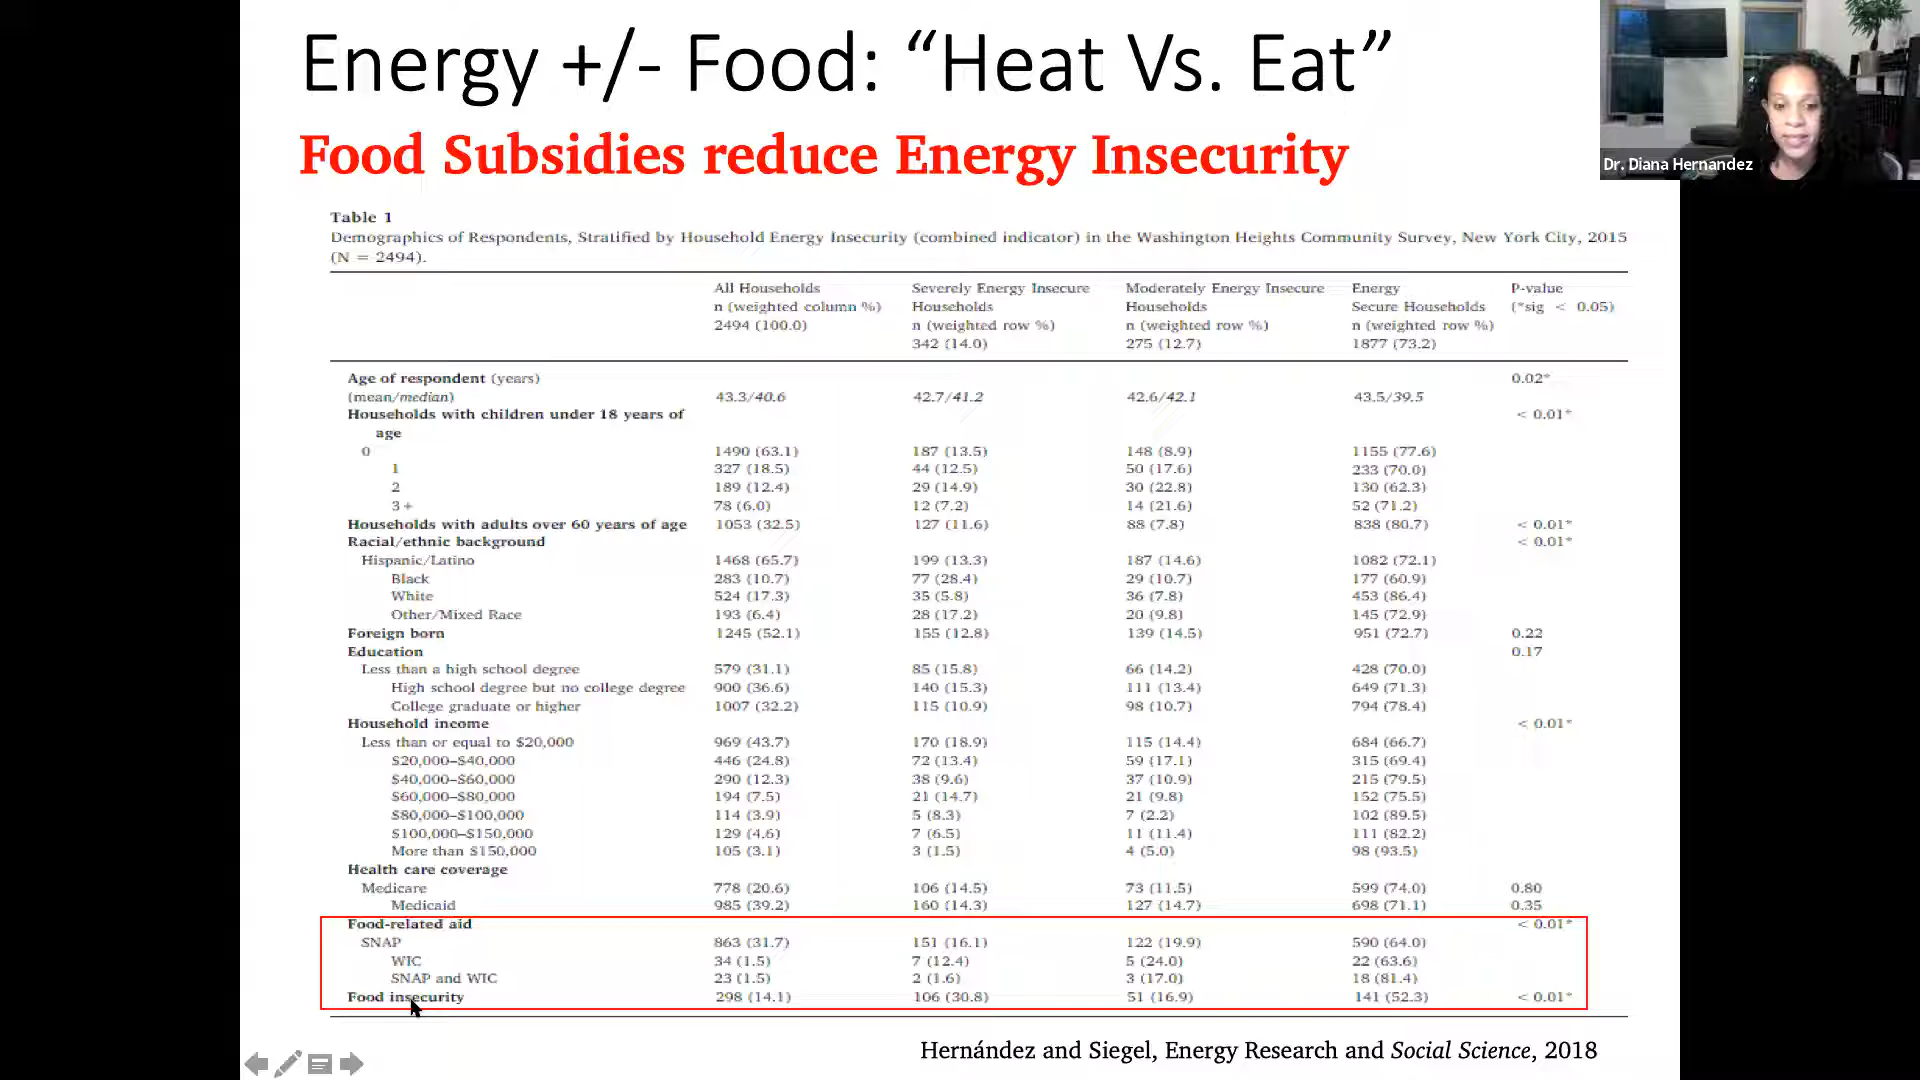 Energy +/- Food: “Heat Vs. Eat”
Food Subsidies reduce Energy Insecurity
Dr. Diana Hernandez
Table 1
Demographics of Respondents, Stratified by Household Energy Insecurity (combined indicator) in the Washington Heights Community Survey, New York City, 2015
(N = 2494).
All Households Severely Energy Insecure Moderately Energy Insecure Energy P-value
n (weighted column %) Households Households Secure Households (*sig < 0.05)
2494 (100.0) n (weighted row %) n (weighted row %) n (weighted row %)
342 (14.0) 275 (12.7) 1877 (73.2)
Age of respondent (years) 0.02*
(mean/median) 43.3/40.6 42.7/41.2 42.6/42.1 43.5/39.5
Households with children under 18 years of < 0.01*
age
0 1490 (63.1) 187 (13.5) 148 (8.9) 1155 (77.6)
1 327 (18.5) 44 (12.5) 50 (17.6) 233 (70.0)
2 189 (12.4) 29 (14.9) 30 (22.8) 130 (62.3)
3+ 78 (6.0) 12 (7.2) 14 (21.6) 52 (71.2)
Households with adults over 60 years of age 1053 (32.5) 127 (11.6) 88 (7.8) 838 (80.7) < 0.01*
Racial/ethnic background < 0.01*
Hispanic/Latino 1468 (65.7) 199 (13.3) 187 (14.6) 1082 (72.1)
Black 283 (10.7) 77 (28.4) 29 (10.7) 177 (60.9)
White 524 (17.3) 35 (5.8) 36 (7.8) 453 (86.4)
Other/Mixed Race 193 (6.4) 28 (17.2) 20 (9.8) 145 (72.9)
Foreign born 1245 (52.1) 155 (12.8) 139 (14.5) 951 (72.7) 0.22
Education 0.17
Less than a high school degree 579 (31.1) 85 (15.8) 66 (14.2) 428 (70.0)
High school degree but no college degree 900 (36.6) 140 (15.3) 111 (13.4) 649 (71.3)
College graduate or higher 1007 (32.2) 115 (10.9) 98 (10.7) 794 (78.4)
Household income < 0.01*
Less than or equal to $20,000 969 (43.7) 170 (18.9) 115 (14.4) 684 (66.7)
$20,000–$40,000 446 (24.8) 72 (13.4) 59 (17.1) 315 (69.4)
$40,000–$60,000 290 (12.3) 38 (9.6) 37 (10.9) 215 (79.5)
$60,000–$80,000 194 (7.5) 21 (14.7) 21 (9.8) 152 (75.5)
$80,000–$100,000 114 (3.9) 5 (8.3) 7 (2.2) 102 (89.5)
$100,000–$150,000 129 (4.6) 7 (6.5) 11 (11.4) 111 (82.2)
More than $150,000 105 (3.1) 3 (1.5) 4 (5.0) 98 (93.5)
Health care coverage
Medicare 778 (20.6) 106 (14.5) 73 (11.5) 599 (74.0) 0.80
Medicaid 985 (39.2) 160 (14.3) 127 (14.7) 698 (71.1) 0.35
Food-related aid < 0.01*
SNAP 863 (31.7) 151 (16.1) 122 (19.9) 590 (64.0)
WIC 34 (1.5) 7 (12.4) 5 (24.0) 22 (63.6)
SNAP and WIC 23 (1.5) 2 (1.6) 3 (17.0) 18 (81.4)
Food insecurity 298 (14.1) 106 (30.8) 51 (16.9) 141 (52.3) < 0.01*
Hernández and Siegel, Energy Research and Social Science, 2018